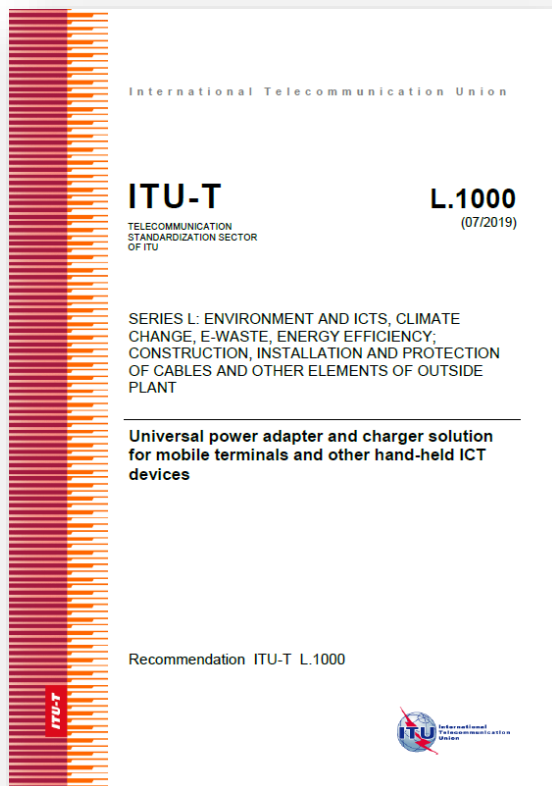 International Telecommunication Union
ITU-T
L.1000
(07/2019)
TELECOMMUNICATION
STANDARDIZATION SECTOR
OF ITU
SERIES L: ENVIRONMENT AND ICTS, CLIMATE
CHANGE, E-WASTE, ENERGY EFFICIENCY;
CONSTRUCTION, INSTALLATION AND PROTECTION
OF CABLES AND OTHER ELEMENTS OF OUTSIDE
PLANT
Universal power adapter and charger solution
for mobile terminals and other hand-held ICT
devices
Recommendation ITU-T L.1000
ITU-T
ITU
International
Telecommunication
Union